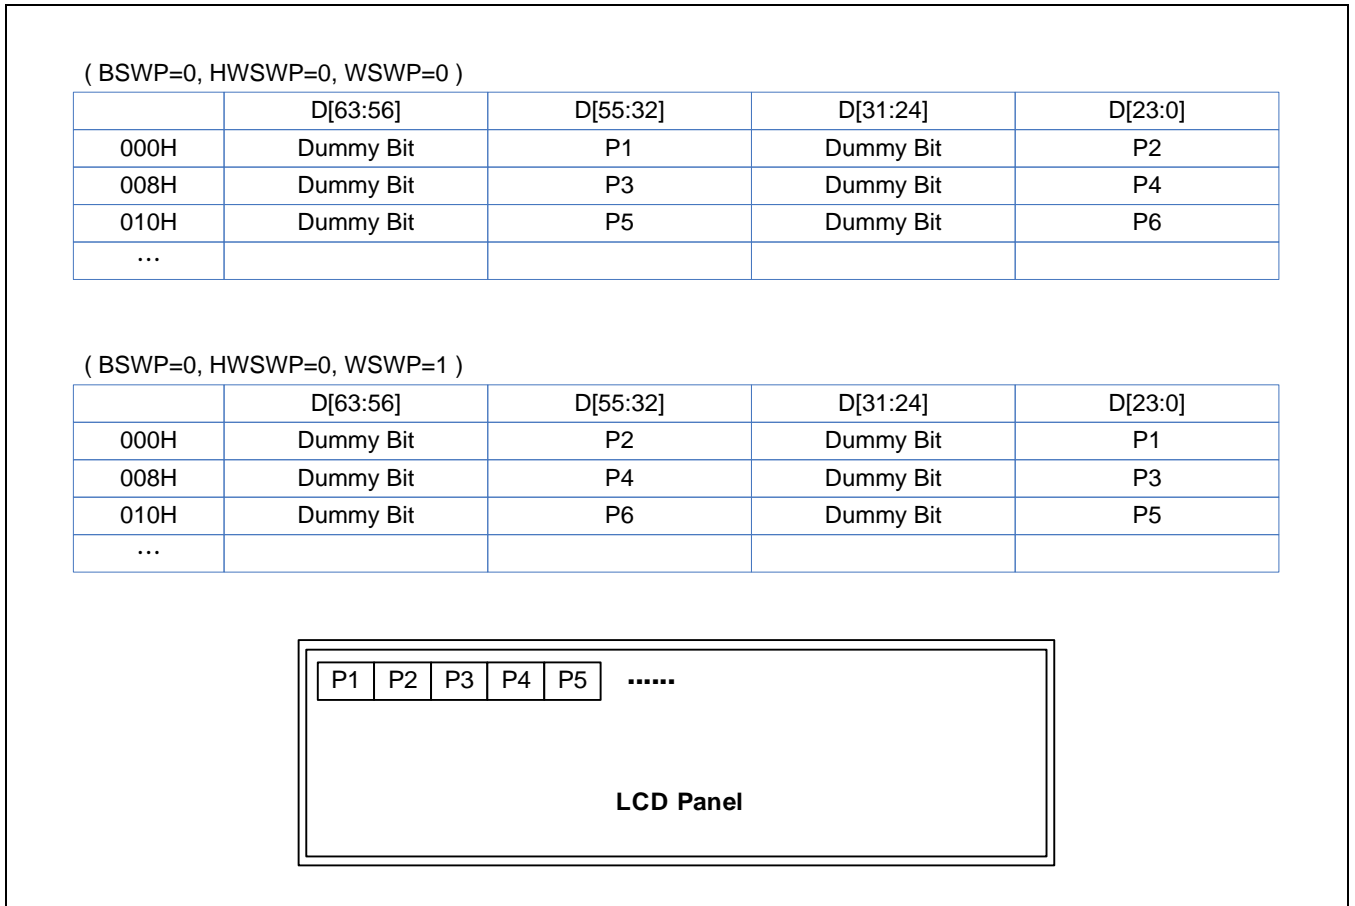 ( BSWP=0, HWSWP=0, WSWP=0 )
D[63:56] D[55:32] D[31:24] D[23:0]
000H Dummy Bit P1 Dummy Bit P2
008H Dummy Bit P3 Dummy Bit P4
010H Dummy Bit P5 Dummy Bit P6
...
( BSWP=0, HWSWP=0, WSWP=1 )
D[63:56] D[55:32] D[31:24] D[23:0]
000H Dummy Bit P2 Dummy Bit P1
008H Dummy Bit P4 Dummy Bit P3
010H Dummy Bit P6 Dummy Bit P5
...
P1 P2 P3 P4 P5 ......
LCD Panel